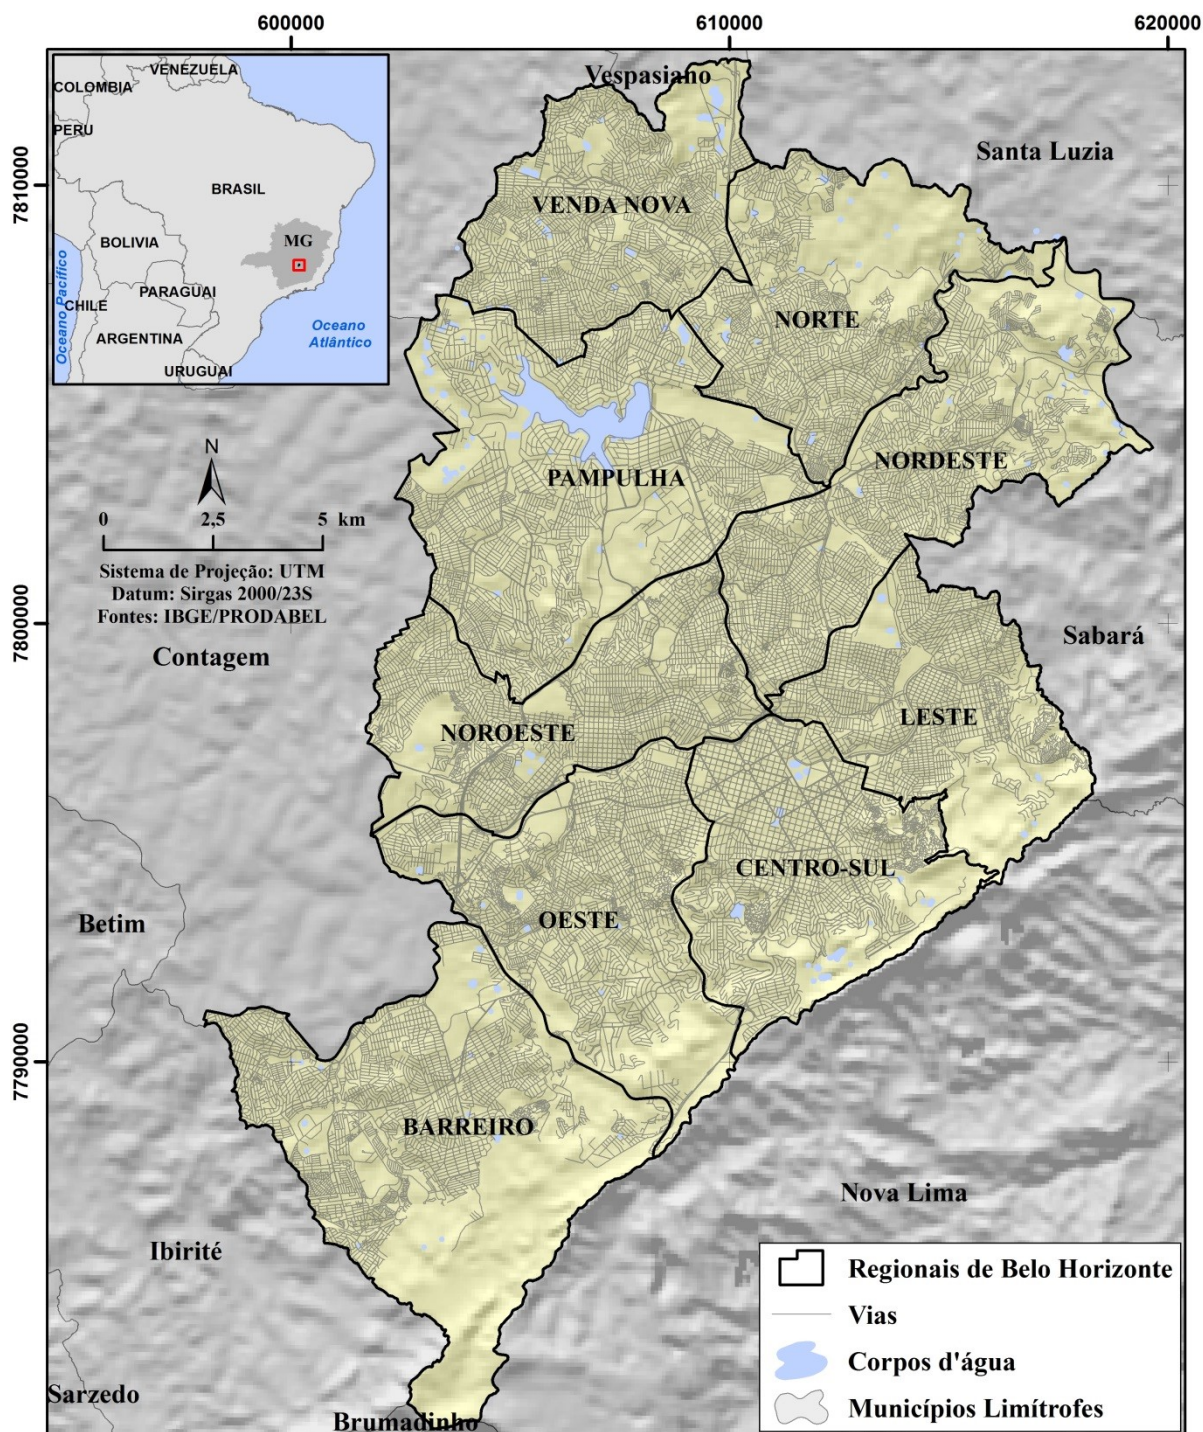 600000
610000
620000
7810000
7800000
7790000
VENEZUELA
COLOMBIA
PERU
BRASIL
BOLIVIA
MG
PARAGUAI
CHILE
ARGENTINA
URUGUAI
Oceano Pacífico
Oceano
Atlântico
Vespasiano
Santa Luzia
VENDA NOVA
NORTE
NORDESTE
PAMPULHA
N
0 2,5 5 km
Sistema de Projeção: UTM
Datum: Sirgas 2000/23S
Fontes: IBGE/PRODABEL
Contagem
Sabará
LESTE
NOROESTE
CENTRO-SUL
OESTE
Betim
BARREIRO
Nova Lima
Ibirité
Sarzedo
Brumadinho
Regionais de Belo Horizonte
Vias
Corpos d'água
Municípios Limítrofes